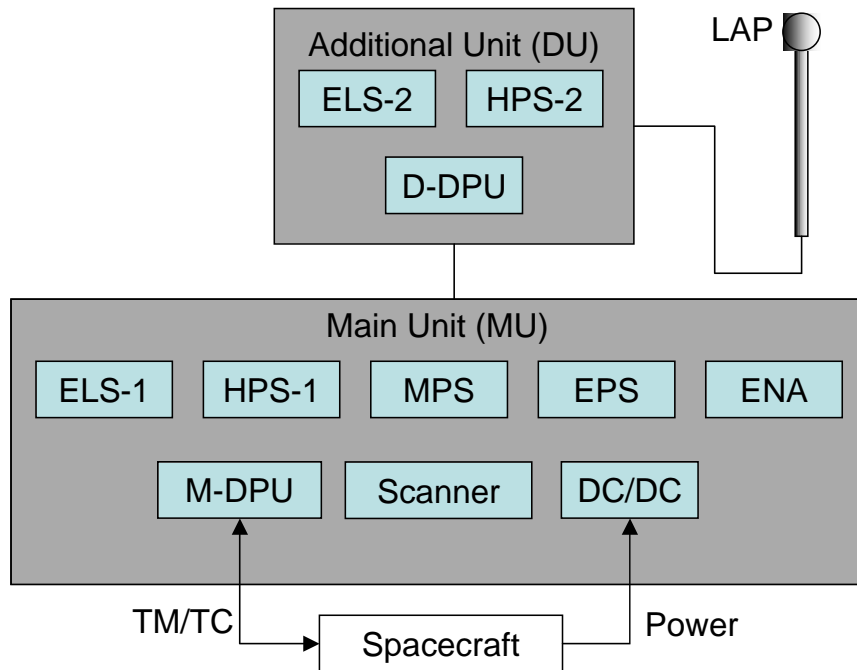 LAP
Additional Unit (DU)
ELS-2
HPS-2
D-DPU
Main Unit (MU)
ELS-1
HPS-1
MPS
EPS
ENA
M-DPU
Scanner
DC/DC
TM/TC
Spacecraft
Power